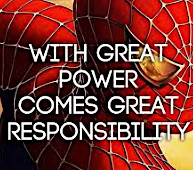 WITH GREAT
POWER
COMES GREAT
RESPONSIBILITY